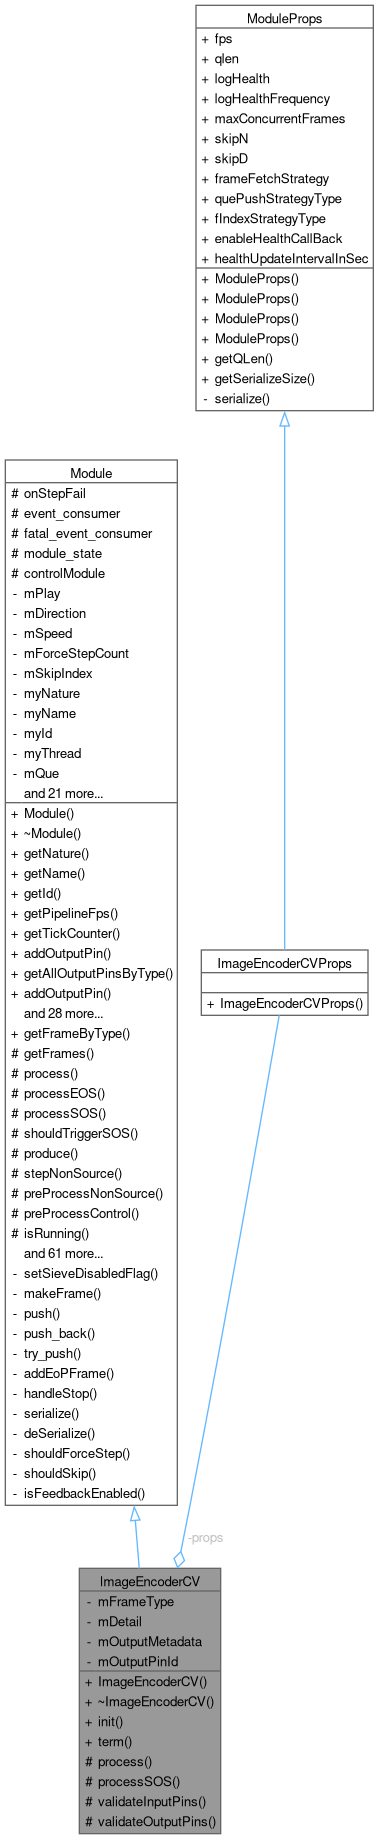 ModuleProps
+ fps
+ qlen
+ logHealth
+ logHealthFrequency
+ maxConcurrentFrames
+ skipN
+ skipD
+ frameFetchStrategy
+ quePushStrategyType
+ fIndexStrategyType
+ enableHealthCallBack
+ healthUpdateIntervalInSec
+ ModuleProps()
+ ModuleProps()
+ ModuleProps()
+ ModuleProps()
+ getQLen()
+ getSerializeSize()
- serialize()
Module
# onStepFail
# event_consumer
# fatal_event_consumer
# module_state
# controlModule
- mPlay
- mDirection
- mSpeed
- mForceStepCount
- mSkipIndex
- myNature
- myName
- myId
- myThread
- mQue
and 21 more...
+ Module()
+ ~Module()
+ getNature()
+ getName()
+ getId()
+ getPipelineFps()
+ getTickCounter()
+ addOutputPin()
+ getAllOutputPinsByType()
+ addOutputPin()
and 28 more...
+ getFrameByType()
# getFrames()
# process()
# processEOS()
# processSOS()
# shouldTriggerSOS()
# produce()
# stepNonSource()
# preProcessNonSource()
# preProcessControl()
# isRunning()
and 61 more...
- setSieveDisabledFlag()
- makeFrame()
- push()
- push_back()
- try_push()
- addEoPFrame()
- handleStop()
- serialize()
- deSerialize()
- shouldForceStep()
- shouldSkip()
- isFeedbackEnabled()
ImageEncoderCVProps
+ ImageEncoderCVProps()
-props
ImageEncoderCV
- mFrameType
- mDetail
- mOutputMetadata
- mOutputPinId
+ ImageEncoderCV()
+ ~ImageEncoderCV()
+ init()
+ term()
# process()
# processSOS()
# validateInputPins()
# validateOutputPins()